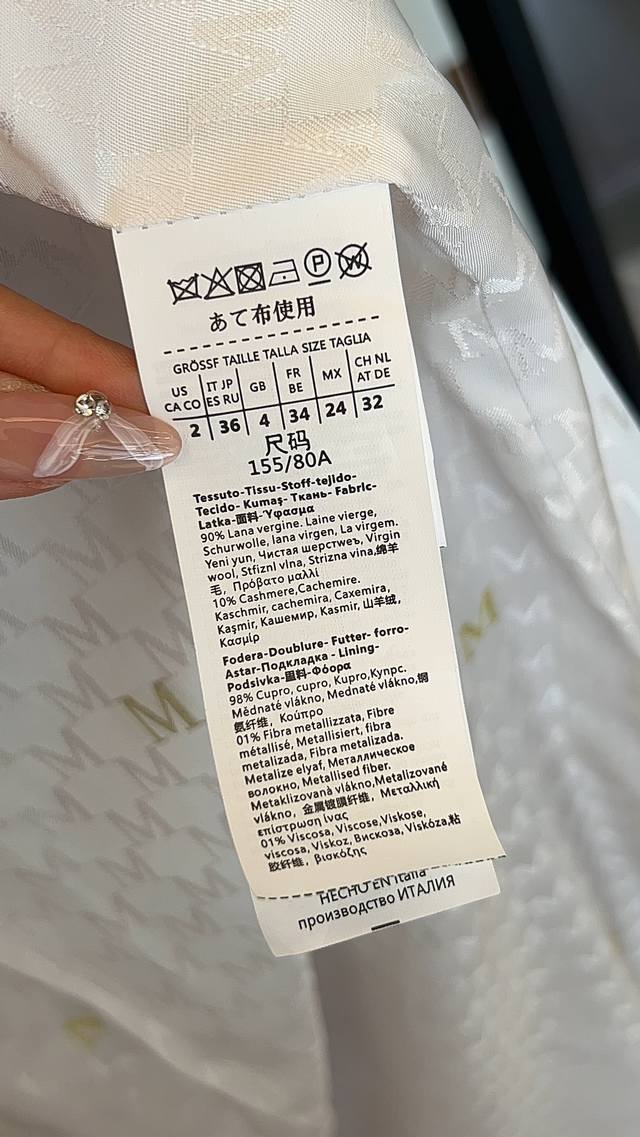 あて布使用
GRÖSSF TAILLE TALLA SIZE TAGLIA
US CA CO IT JP ES RU GB FR BE MX CH NL AT DE
2 36 4 34 24 32
尺码
155/80A
Tessuto-Tissu-Stoff-tejido-
Tecido- Kumaş- Ткань- Fabric-
Latka-面料-Ύφασμα
90% Lana vergine. Laine vierge,
Schurwolle, lana virgen, La virgem.
Yeni yun, Чистая шерстwеъ, Virgin
wool, Stfiznl vlna, Strizna vina,绵羊
毛, Πρόβατο μαλλί
10% Cashmere,Cachemire.
Kaschmir, cachemira, Caxemira,
Kaşmir, Кашемир, Kasmir, 山羊绒,
Κασμίρ
Fodera-Doublure- Futter- forro-
Astar-Подкладка - Lining-
Podsivka-里料-Φόορα
98% Cupro, cupro, Kupro,Купрс.
Mědnaté vlákno, Mednaté vlákno,铜
氨纤维, Κούπρο
01% Fibra metallizzata, Fibre
métallisé, Metallisiert, fibra
metalizada, Fibra metalizada.
Metalize elyaf, Металлическое
волокно, Metallised fiber.
Metaklizovanà vlákno,Metalizované
vlákno, 金属镀膜纤维, Μεταλλική
επίστρωση ίνας
01% Viscosa, Viscose,Viskose,
viscosa, Viskoz, Вискоза, Viskóza,粘
胶纤维, βισκόζης
HECHO EN Italia
производство ИТАЛИЯ
M
M